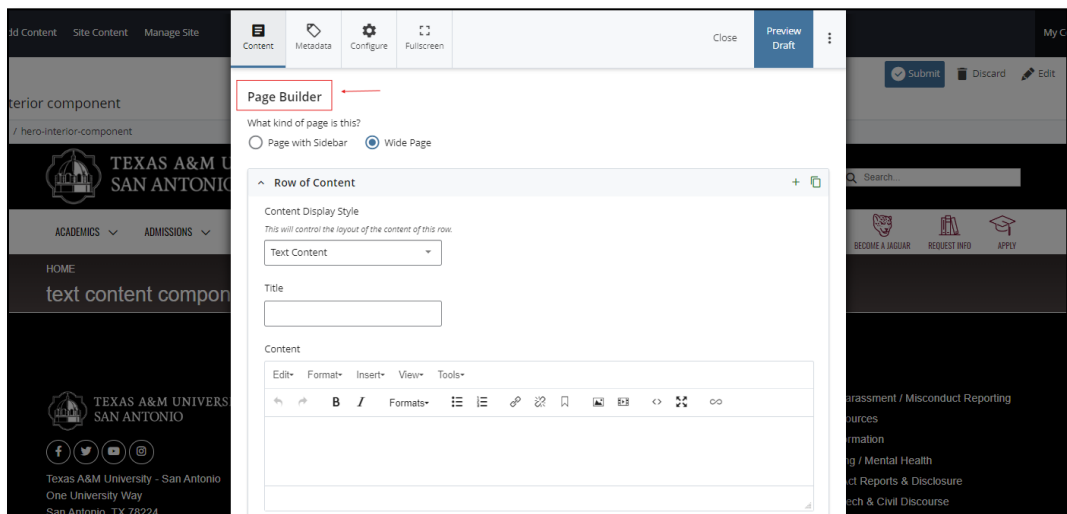 dd Content Site Content Manage Site
Content Metadata Configure Fullscreen
Close
Preview Draft
My C
Submit Discard Edit
terior component
/ hero-interior-component
Page Builder
What kind of page is this?
Page with Sidebar Wide Page
TEXAS A&M U
SAN ANTONIO
Search...
Row of Content
Content Display Style
This will control the layout of the content of this row.
Text Content
ACADEMICS ADMISSIONS
BECOME A JAGUAR REQUEST INFO APPLY
HOME
text content compon
Title
Content
Edit Format Insert View Tools
B I Formats
TEXAS A&M UNIVERS
SAN ANTONIO
Texas A&M University - San Antonio
One University Way
San Antonio, TX 78224
arassment / Misconduct Reporting
ources
rmation
ng / Mental Health
ct Reports & Disclosure
ech & Civil Discourse